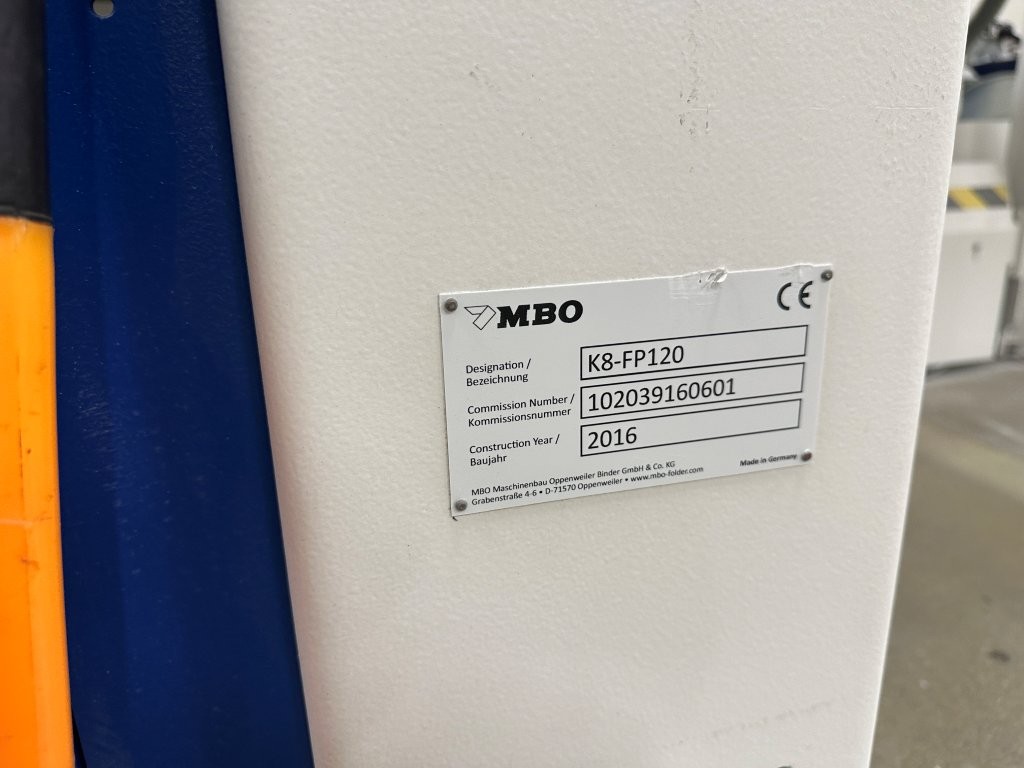 MBO
CE
Designation /
Bezeichnung
K8-FP120
Commission Number /
Kommissionsnummer
102039160601
Construction Year /
Baujahr
2016
MBO Maschinenbau Oppenweiler Binder GmbH & Co. KG
Grabenstraße 4-6 • D-71570 Oppenweiler • www.mbo-folder.com
Made in Germany